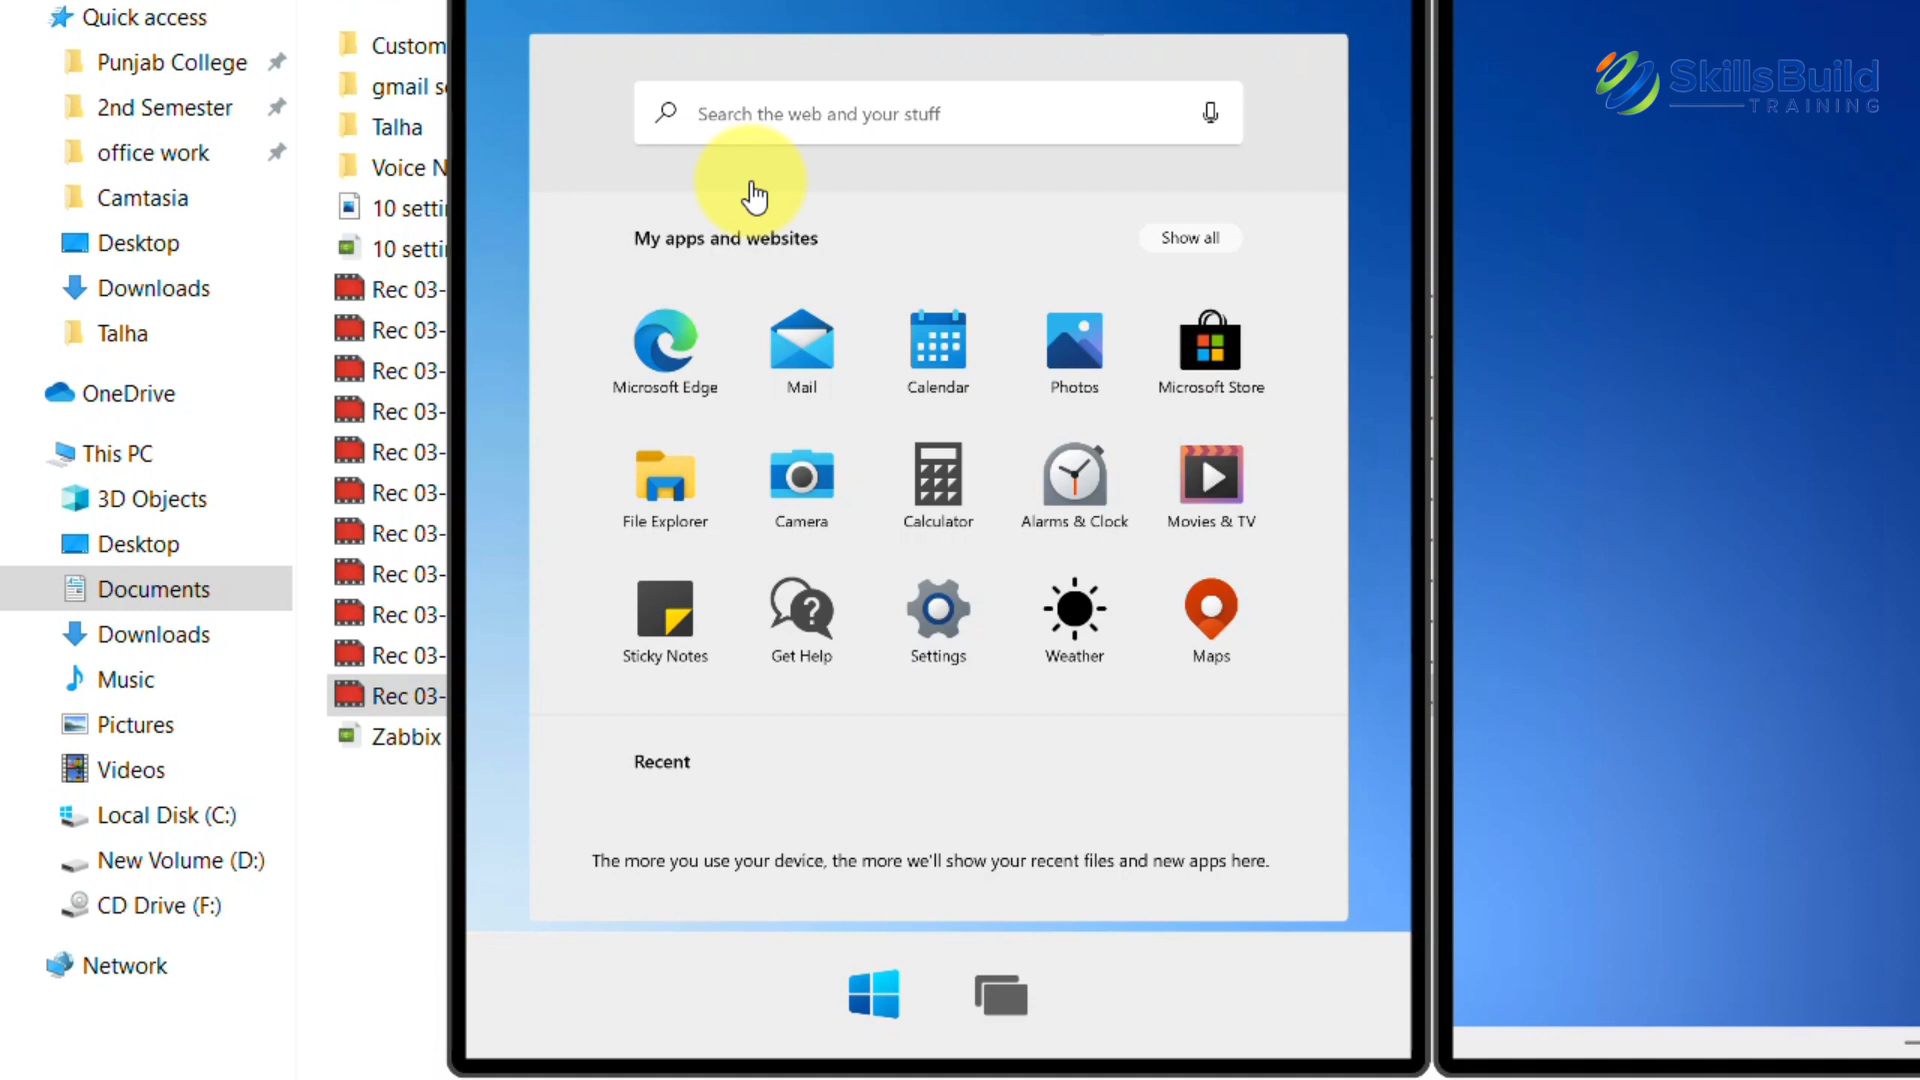 Quick access
Punjab College
2nd Semester
office work
Camtasia
Desktop
Downloads
Talha
OneDrive
This PC
3D Objects
Desktop
Documents
Downloads
Music
Pictures
Videos
Local Disk (C:)
New Volume (D:)
CD Drive (F:)
Network
Custom
gmail s
Talha
Voice N
10 setti
10 setti
Rec 03-
Rec 03-
Rec 03-
Rec 03-
Rec 03-
Rec 03-
Rec 03-
Rec 03-
Rec 03-
Rec 03-
Rec 03-
Zabbix
Search the web and your stuff
My apps and websites
Show all
Microsoft Edge
Mail
Calendar
Photos
Microsoft Store
File Explorer
Camera
Calculator
Alarms & Clock
Movies & TV
Sticky Notes
Get Help
Settings
Weather
Maps
Recent
The more you use your device, the more we'll show your recent files and new apps here.
SkillsBuild
TRAINING